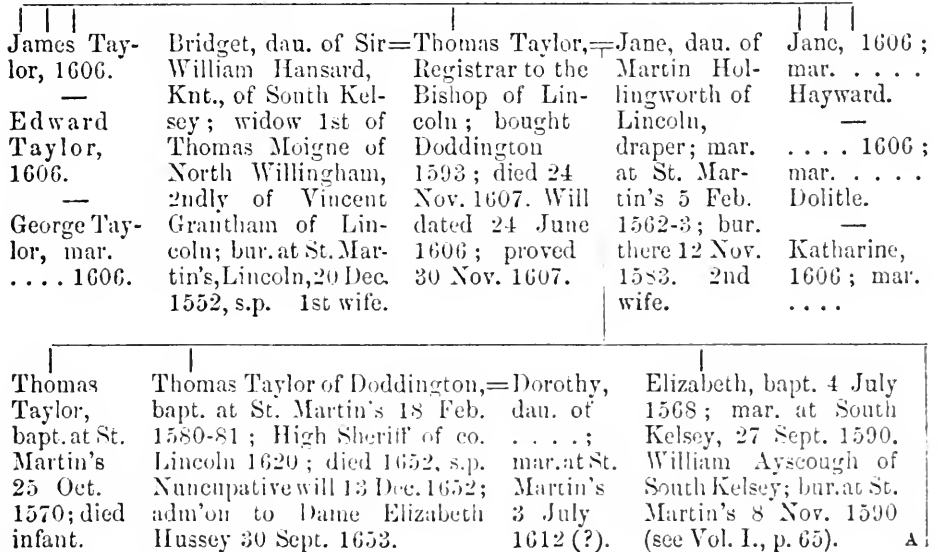 James Tay-
lor, 1606.
—
Edward
Taylor,
1606.
—
George Tay-
lor, mar.
. . . . 1606.
Bridget, dau. of Sir=
William Hansard,
Knt., of South Kel-
sey; widow 1st of
Thomas Moigne of
North Willingham,
2ndly of Vincent
Grantham of Lin-
coln; bur. at St. Mar-
tin's, Lincoln, 20 Dec.
1552, s.p. 1st wife.
Thomas Taylor,=
Registrar to the
Bishop of Lin-
coln; bought
Doddington
1593; died 24
Nov. 1607. Will
dated 24 June
1606; proved
30 Nov. 1607.
Jane, dau. of
Martin Hol-
lingworth of
Lincoln,
draper; mar.
at St. Mar-
tin's 5 Feb.
1562-3; bur.
there 12 Nov.
1583. 2nd
wife.
Jane, 1606;
mar. . . . .
Hayward.
—
. . . . 1606;
mar. . . . .
Dolitle.
—
Katharine,
1606; mar.
. . . .
Thomas
Taylor,
bapt. at St.
Martin's
25 Oct.
1570; died
infant.
Thomas Taylor of Doddington,=
bapt. at St. Martin's 18 Feb.
1580-81; High Sheriff of co.
Lincoln 1620; died 1652, s.p.
Nuncupative will 13 Dec. 1652;
adm'on to Dame Elizabeth
Hussey 30 Sept. 1653.
Dorothy,
dau. of
. . . . ;
mar. at St.
Martin's
3 July
1612 (?).
Elizabeth, bapt. 4 July
1568; mar. at South
Kelsey, 27 Sept. 1590.
William Ayscough of
South Kelsey; bur. at St.
Martin's 8 Nov. 1590
(see Vol. I., p. 65).
A